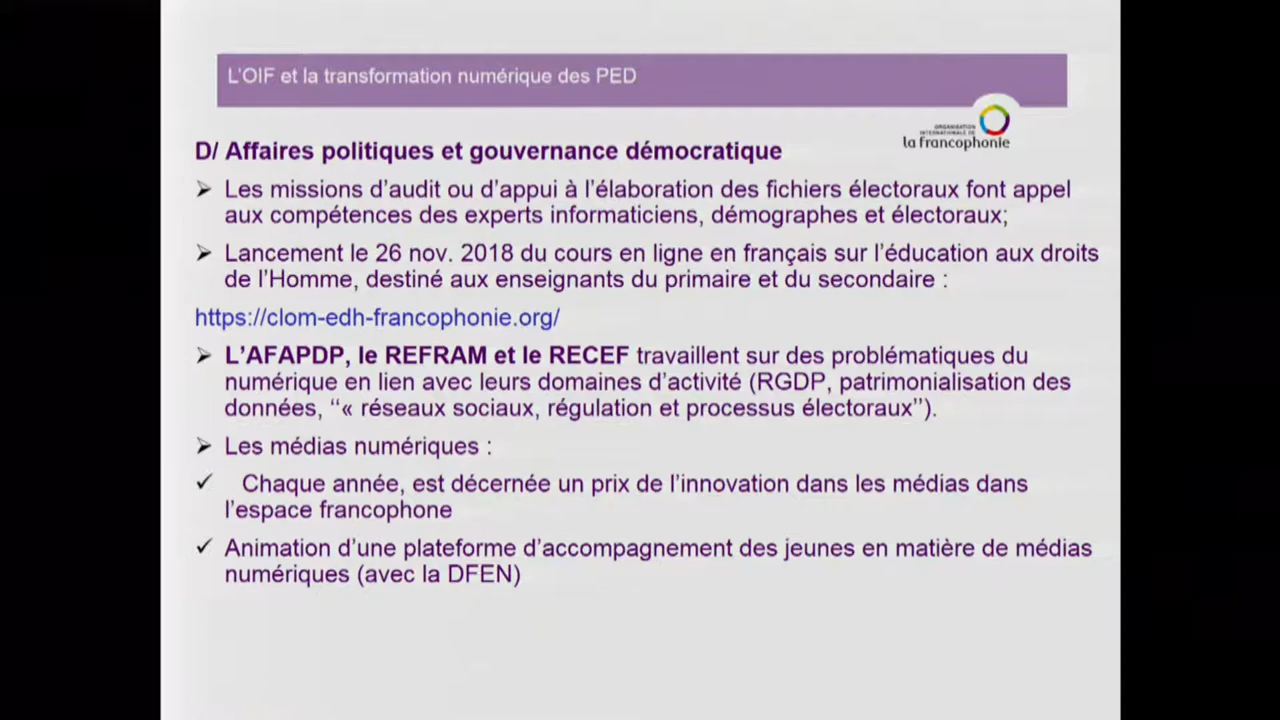 L'OIF et la transformation numérique des PED
ORGANISATION
INTERNATIONALE DE
la francophonie
D/ Affaires politiques et gouvernance démocratique
➢ Les missions d'audit ou d'appui à l'élaboration des fichiers électoraux font appel
aux compétences des experts informaticiens, démographes et électoraux;
➢ Lancement le 26 nov. 2018 du cours en ligne en français sur l'éducation aux droits
de l'Homme, destiné aux enseignants du primaire et du secondaire :
https://clom-edh-francophonie.org/
➢ L'AFAPDP, le REFRAM et le RECEF travaillent sur des problématiques du
numérique en lien avec leurs domaines d'activité (RGDP, patrimonialisation des
données, “« réseaux sociaux, régulation et processus électoraux”).
➢ Les médias numériques :
✓ Chaque année, est décernée un prix de l'innovation dans les médias dans
l'espace francophone
✓ Animation d'une plateforme d'accompagnement des jeunes en matière de médias
numériques (avec la DFEN)